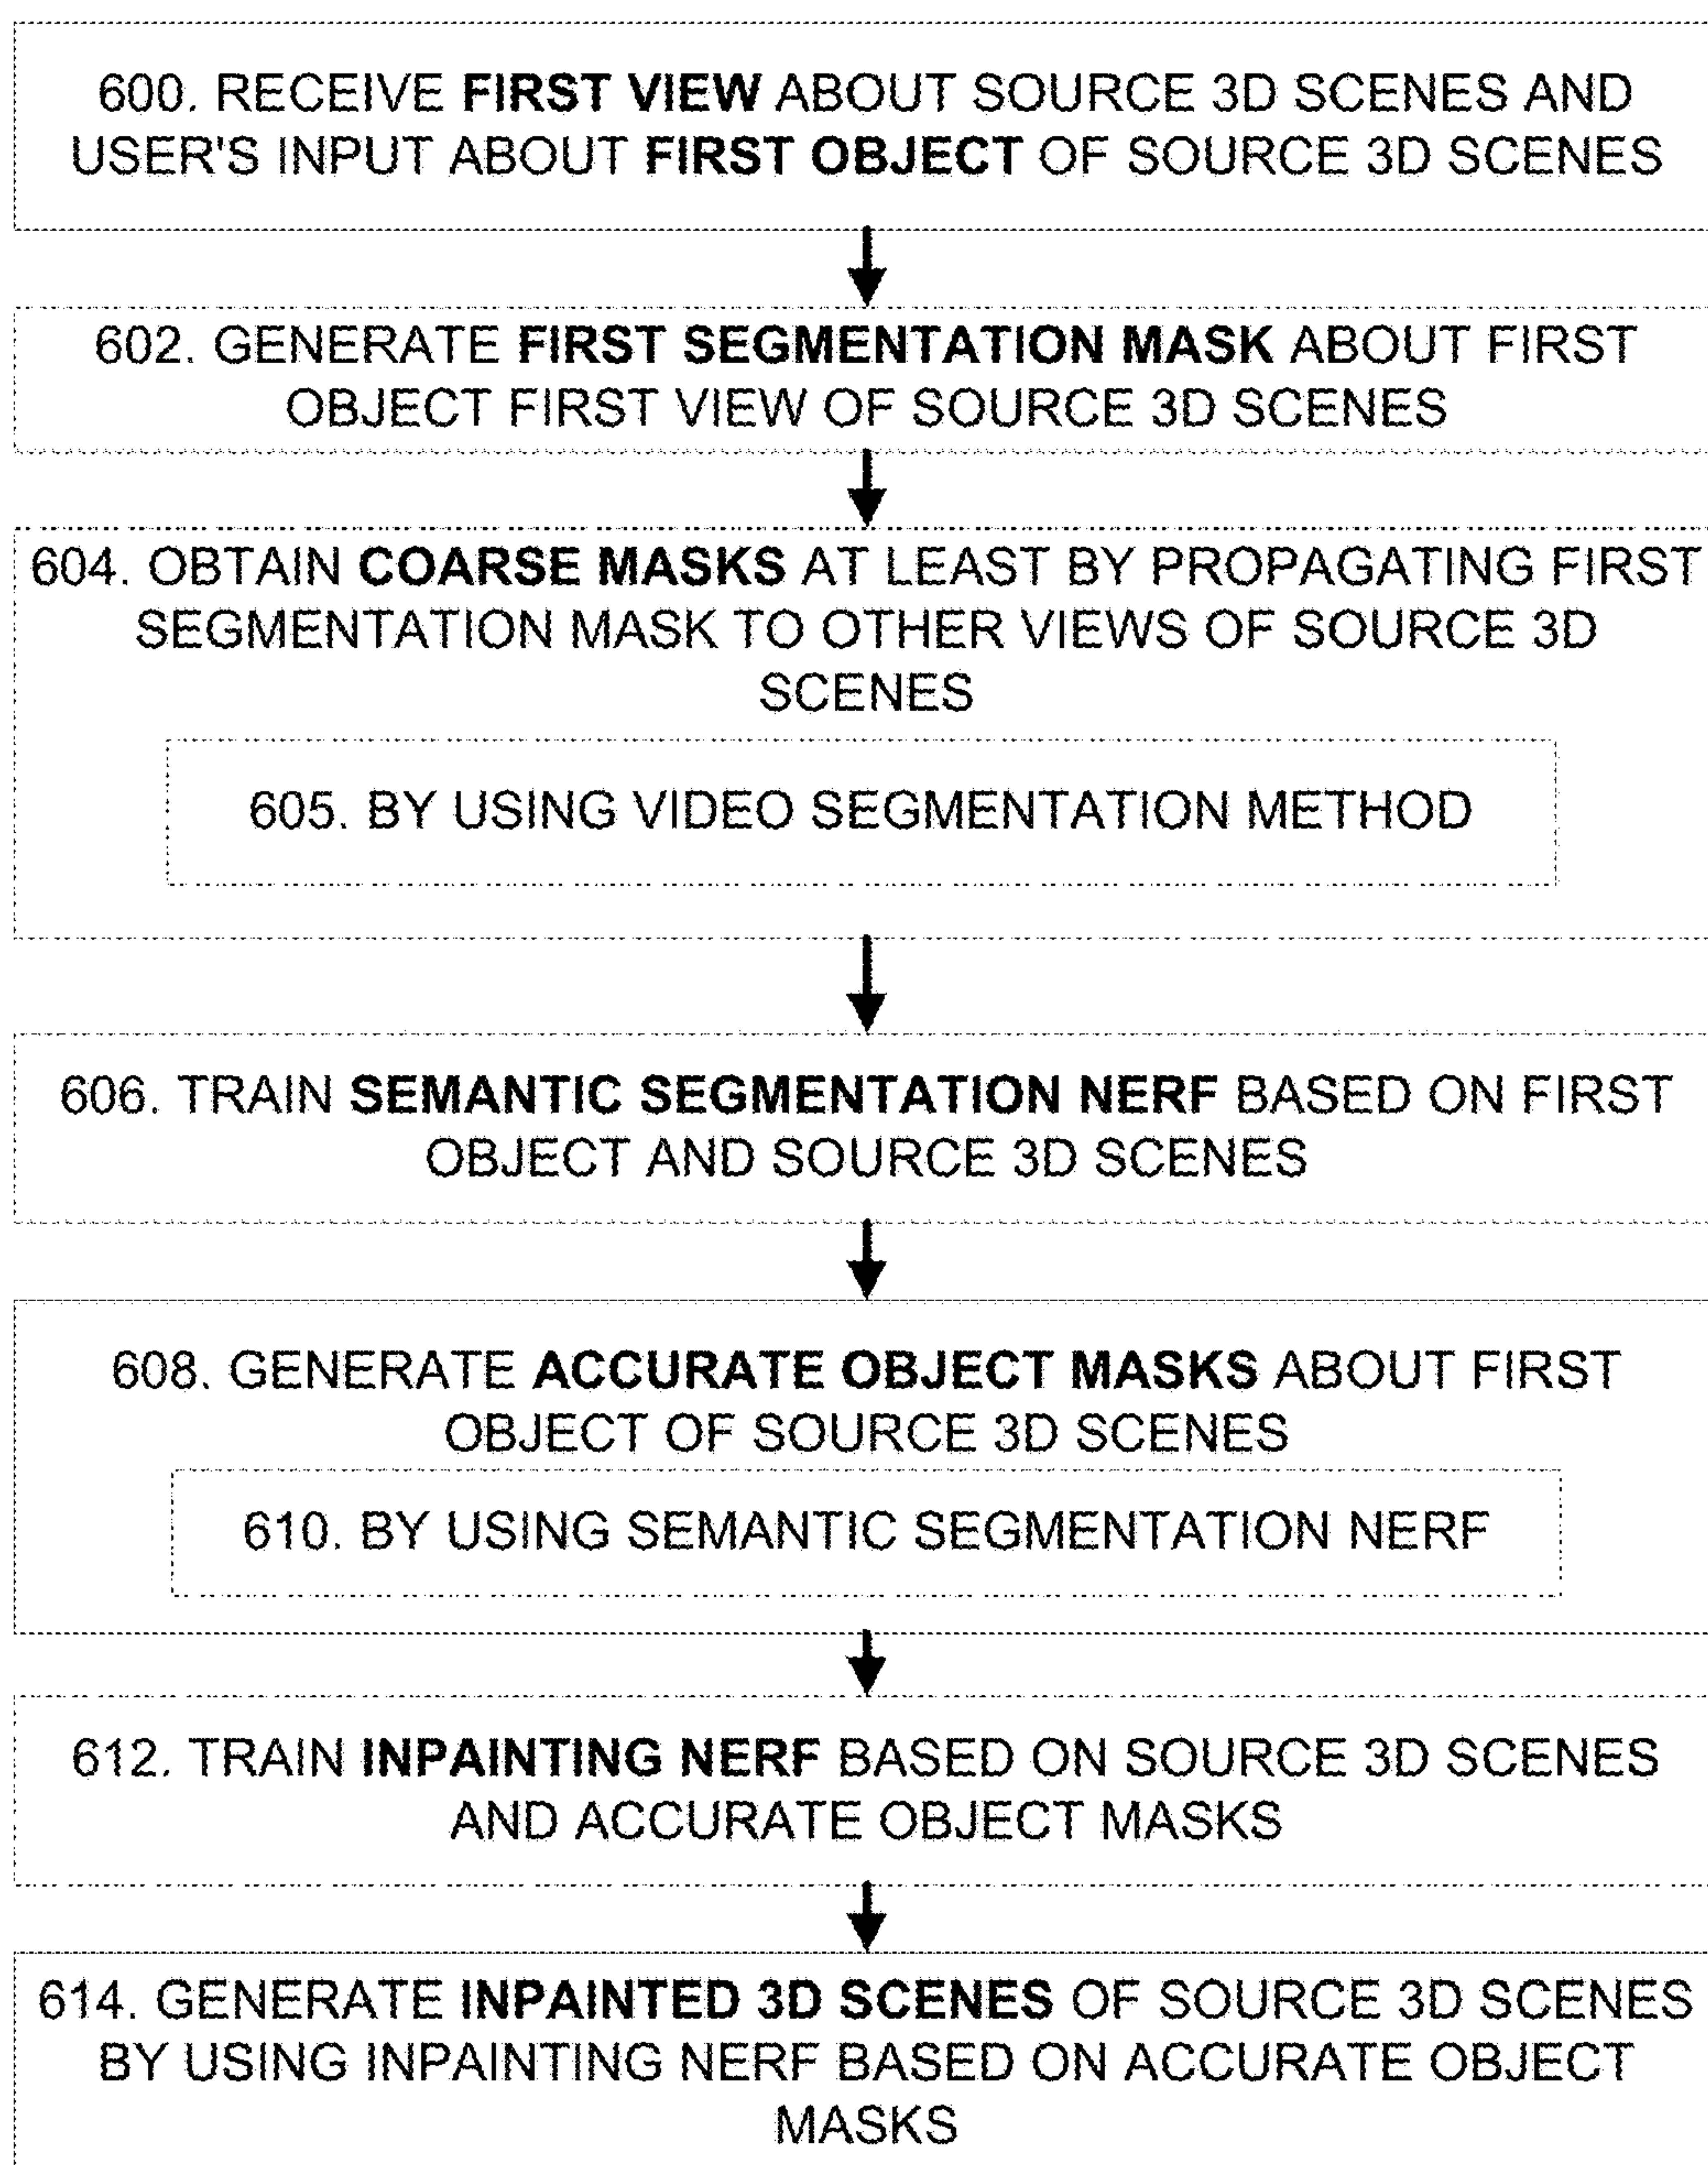 600. RECEIVE FIRST VIEW ABOUT SOURCE 3D SCENES AND
USER'S INPUT ABOUT FIRST OBJECT OF SOURCE 3D SCENES
602. GENERATE FIRST SEGMENTATION MASK ABOUT FIRST
OBJECT FIRST VIEW OF SOURCE 3D SCENES
604. OBTAIN COARSE MASKS AT LEAST BY PROPAGATING FIRST
SEGMENTATION MASK TO OTHER VIEWS OF SOURCE 3D
SCENES
605. BY USING VIDEO SEGMENTATION METHOD
606. TRAIN SEMANTIC SEGMENTATION NERF BASED ON FIRST
OBJECT AND SOURCE 3D SCENES
608. GENERATE ACCURATE OBJECT MASKS ABOUT FIRST
OBJECT OF SOURCE 3D SCENES
610. BY USING SEMANTIC SEGMENTATION NERF
612. TRAIN INPAINTING NERF BASED ON SOURCE 3D SCENES
AND ACCURATE OBJECT MASKS
614. GENERATE INPAINTED 3D SCENES OF SOURCE 3D SCENES
BY USING INPAINTING NERF BASED ON ACCURATE OBJECT
MASKS